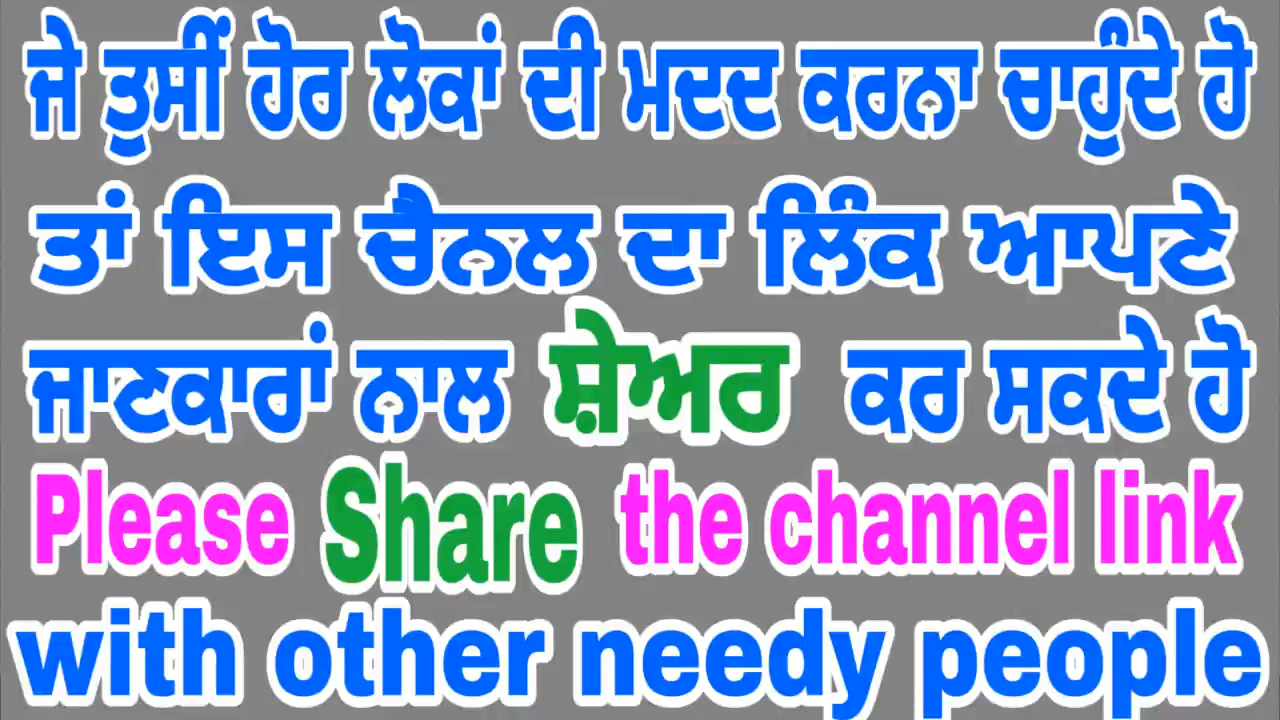 ਜੇ ਤੁਸੀਂ ਹੋਰ ਲੋਕਾਂ ਦੀ ਮਦਦ ਕਰਨਾ ਚਾਹੁੰਦੇ ਹੋ
ਤਾਂ ਇਸ ਚੈਨਲ ਦਾ ਲਿੰਕ ਆਪਣੇ
ਜਾਣਕਾਰਾਂ ਨਾਲ ਸ਼ੇਅਰ ਕਰ ਸਕਦੇ ਹੋ
Please Share the channel link
with other needy people